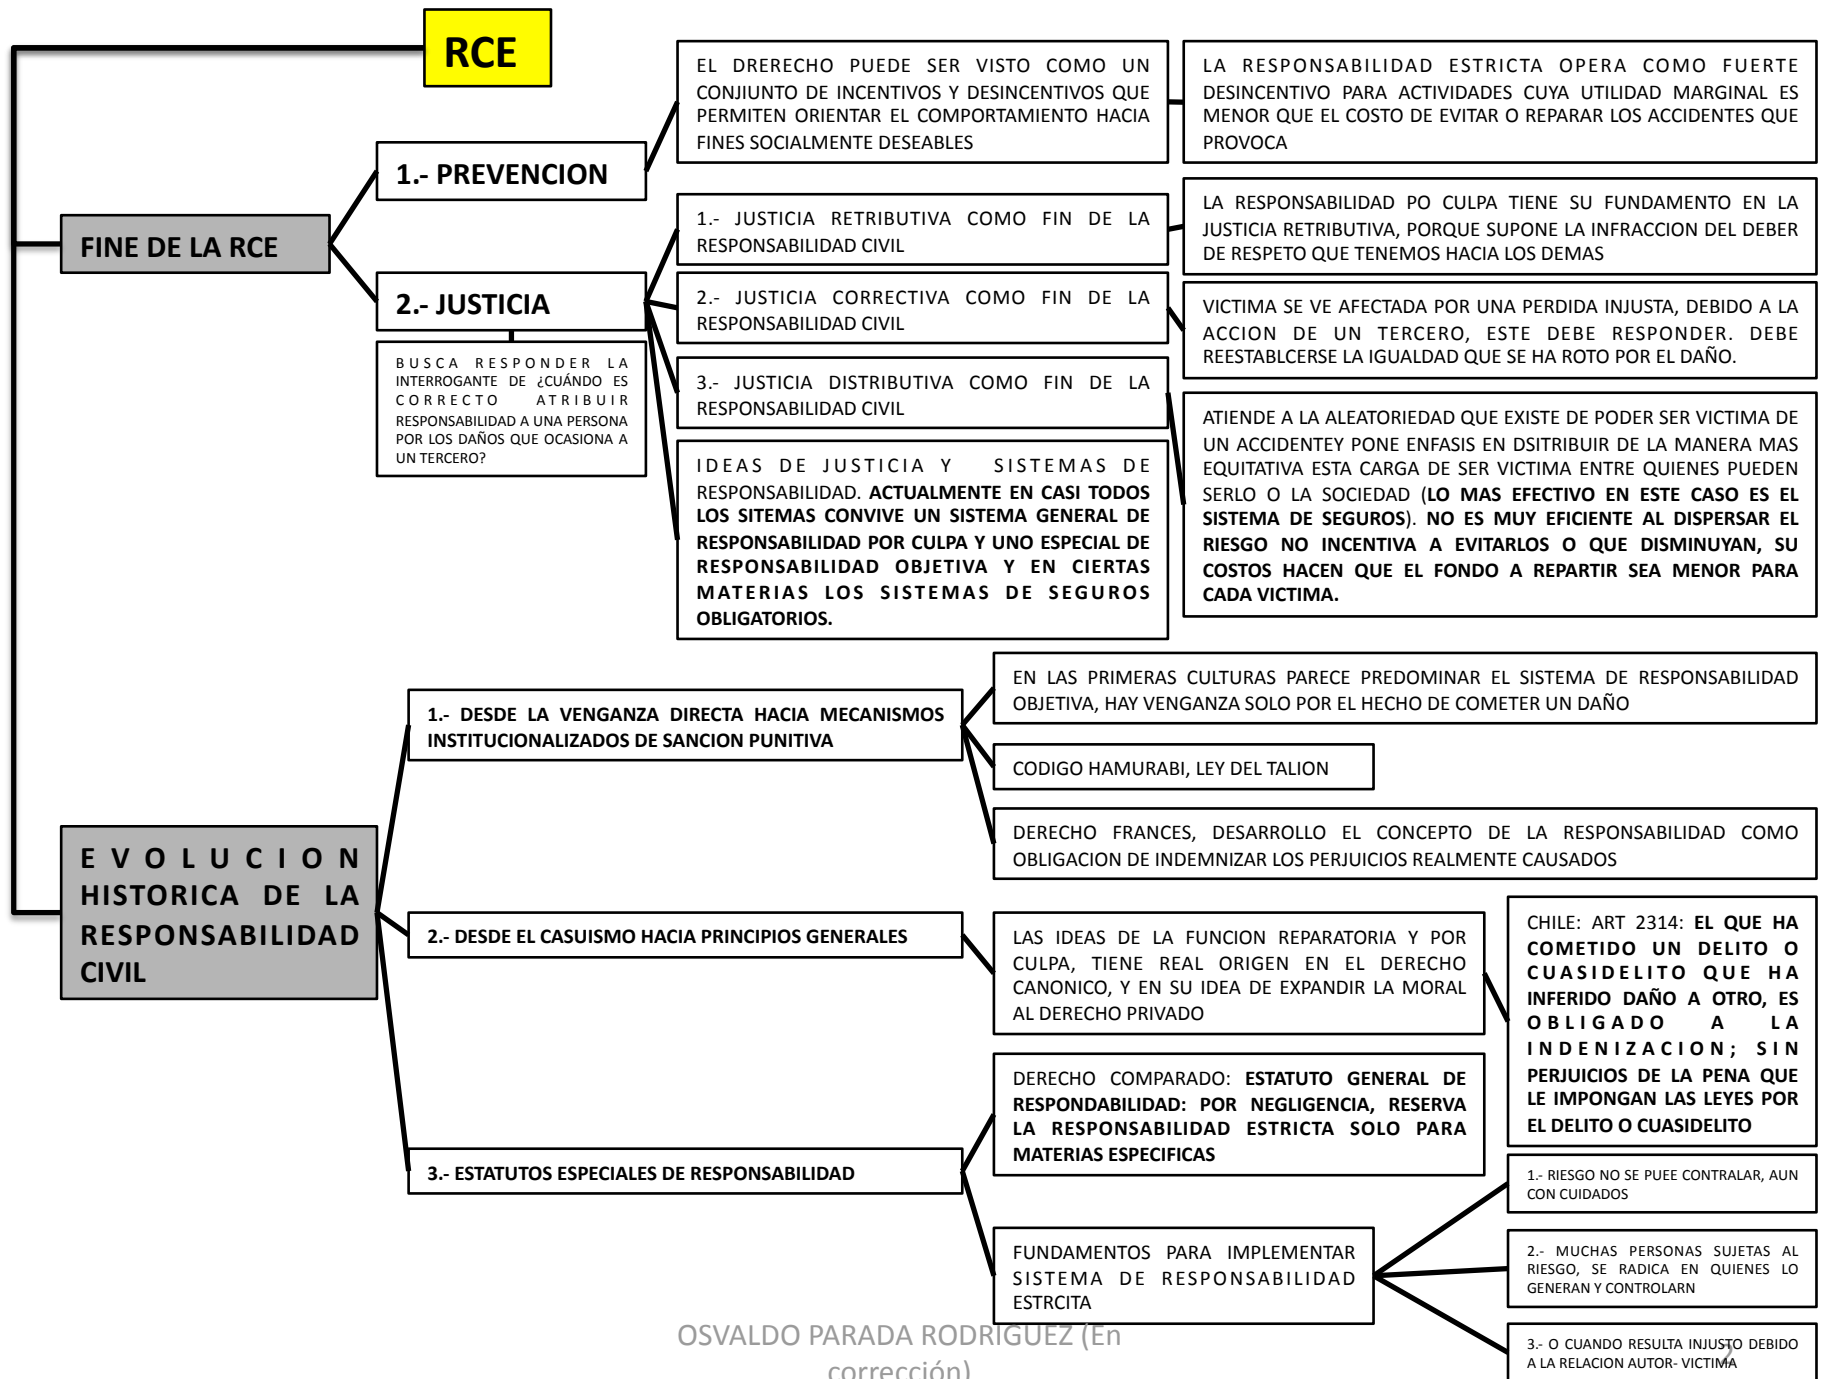 RCE
EL DRERECHO PUEDE SER VISTO COMO UN
CONJIUNTO DE INCENTIVOS Y DESINCENTIVOS QUE
PERMITEN ORIENTAR EL COMPORTAMIENTO HACIA
FINES SOCIALMENTE DESEABLES
LA RESPONSABILIDAD ESTRICTA OPERA COMO FUERTE
DESINCENTIVO PARA ACTIVIDADES CUYA UTILIDAD MARGINAL ES
MENOR QUE EL COSTO DE EVITAR O REPARAR LOS ACCIDENTES QUE
PROVOCA
1.- PREVENCION
FINE DE LA RCE
2.- JUSTICIA
BUSCA RESPONDER LA
INTERROGANTE DE ¿CUÁNDO ES
CORRECTO ATRIBUIR
RESPONSABILIDAD A UNA PERSONA
POR LOS DAÑOS QUE OCASIONA A
UN TERCERO?
1.- JUSTICIA RETRIBUTIVA COMO FIN DE LA
RESPONSABILIDAD CIVIL
LA RESPONSABILIDAD PO CULPA TIENE SU FUNDAMENTO EN LA
JUSTICIA RETRIBUTIVA, PORQUE SUPONE LA INFRACCION DEL DEBER
DE RESPETO QUE TENEMOS HACIA LOS DEMAS
2.- JUSTICIA CORRECTIVA COMO FIN DE LA
RESPONSABILIDAD CIVIL
VICTIMA SE VE AFECTADA POR UNA PERDIDA INJUSTA, DEBIDO A LA
ACCION DE UN TERCERO, ESTE DEBE RESPONDER. DEBE
REESTABLCERSE LA IGUALDAD QUE SE HA ROTO POR EL DAÑO.
3.- JUSTICIA DISTRIBUTIVA COMO FIN DE LA
RESPONSABILIDAD CIVIL
ATIENDE A LA ALEATORIEDAD QUE EXISTE DE PODER SER VICTIMA DE
UN ACCIDENTEY PONE ENFASIS EN DSITRIBUIR DE LA MANERA MAS
EQUITATIVA ESTA CARGA DE SER VICTIMA ENTRE QUIENES PUEDEN
SERLO O LA SOCIEDAD (LO MAS EFECTIVO EN ESTE CASO ES EL
SISTEMA DE SEGUROS). NO ES MUY EFICIENTE AL DISPERSAR EL
RIESGO NO INCENTIVA A EVITARLOS O QUE DISMINUYAN, SU
COSTOS HACEN QUE EL FONDO A REPARTIR SEA MENOR PARA
CADA VICTIMA.
IDEAS DE JUSTICIA Y SISTEMAS DE
RESPONSABILIDAD. ACTUALMENTE EN CASI TODOS
LOS SITEMAS CONVIVE UN SISTEMA GENERAL DE
RESPONSABILIDAD POR CULPA Y UNO ESPECIAL DE
RESPONSABILIDAD OBJETIVA Y EN CIERTAS
MATERIAS LOS SISTEMAS DE SEGUROS
OBLIGATORIOS.
EVOLUCION
HISTORICA DE LA
RESPONSABILIDAD
CIVIL
1.- DESDE LA VENGANZA DIRECTA HACIA MECANISMOS
INSTITUCIONALIZADOS DE SANCION PUNITIVA
EN LAS PRIMERAS CULTURAS PARECE PREDOMINAR EL SISTEMA DE RESPONSABILIDAD
OBJETIVA, HAY VENGANZA SOLO POR EL HECHO DE COMETER UN DAÑO
CODIGO HAMURABI, LEY DEL TALION
DERECHO FRANCES, DESARROLLO EL CONCEPTO DE LA RESPONSABILIDAD COMO
OBLIGACION DE INDEMNIZAR LOS PERJUICIOS REALMENTE CAUSADOS
2.- DESDE EL CASUISMO HACIA PRINCIPIOS GENERALES
LAS IDEAS DE LA FUNCION REPARATORIA Y POR
CULPA, TIENE REAL ORIGEN EN EL DERECHO
CANONICO, Y EN SU IDEA DE EXPANDIR LA MORAL
AL DERECHO PRIVADO
CHILE: ART 2314: EL QUE HA
COMETIDO UN DELITO O
CUASIDELITO QUE HA
INFERIDO DAÑO A OTRO, ES
OBLIGADO A LA
INDENIZACION; SIN
PERJUICIOS DE LA PENA QUE
LE IMPONGAN LAS LEYES POR
EL DELITO O CUASIDELITO
3.- ESTATUTOS ESPECIALES DE RESPONSABILIDAD
DERECHO COMPARADO: ESTATUTO GENERAL DE
RESPONDABILIDAD: POR NEGLIGENCIA, RESERVA
LA RESPONSABILIDAD ESTRICTA SOLO PARA
MATERIAS ESPECIFICAS
FUNDAMENTOS PARA IMPLEMENTAR
SISTEMA DE RESPONSABILIDAD
ESTRCITA
1.- RIESGO NO SE PUEE CONTRALAR, AUN
CON CUIDADOS
2.- MUCHAS PERSONAS SUJETAS AL
RIESGO, SE RADICA EN QUIENES LO
GENERAN Y CONTROLARN
3.- O CUANDO RESULTA INJUSTO DEBIDO
A LA RELACION AUTOR- VICTIMA
OSVALDO PARADA RODRIGUEZ (En
corrección)
2